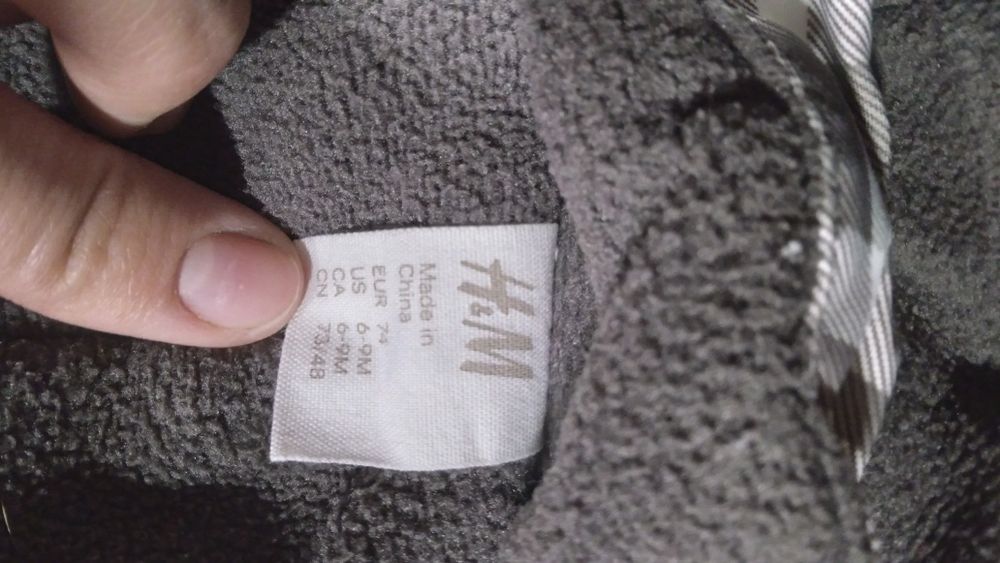 H&M
Made in
China
EUR 74
US 6-9M
CA 6-9M
CN 73/48